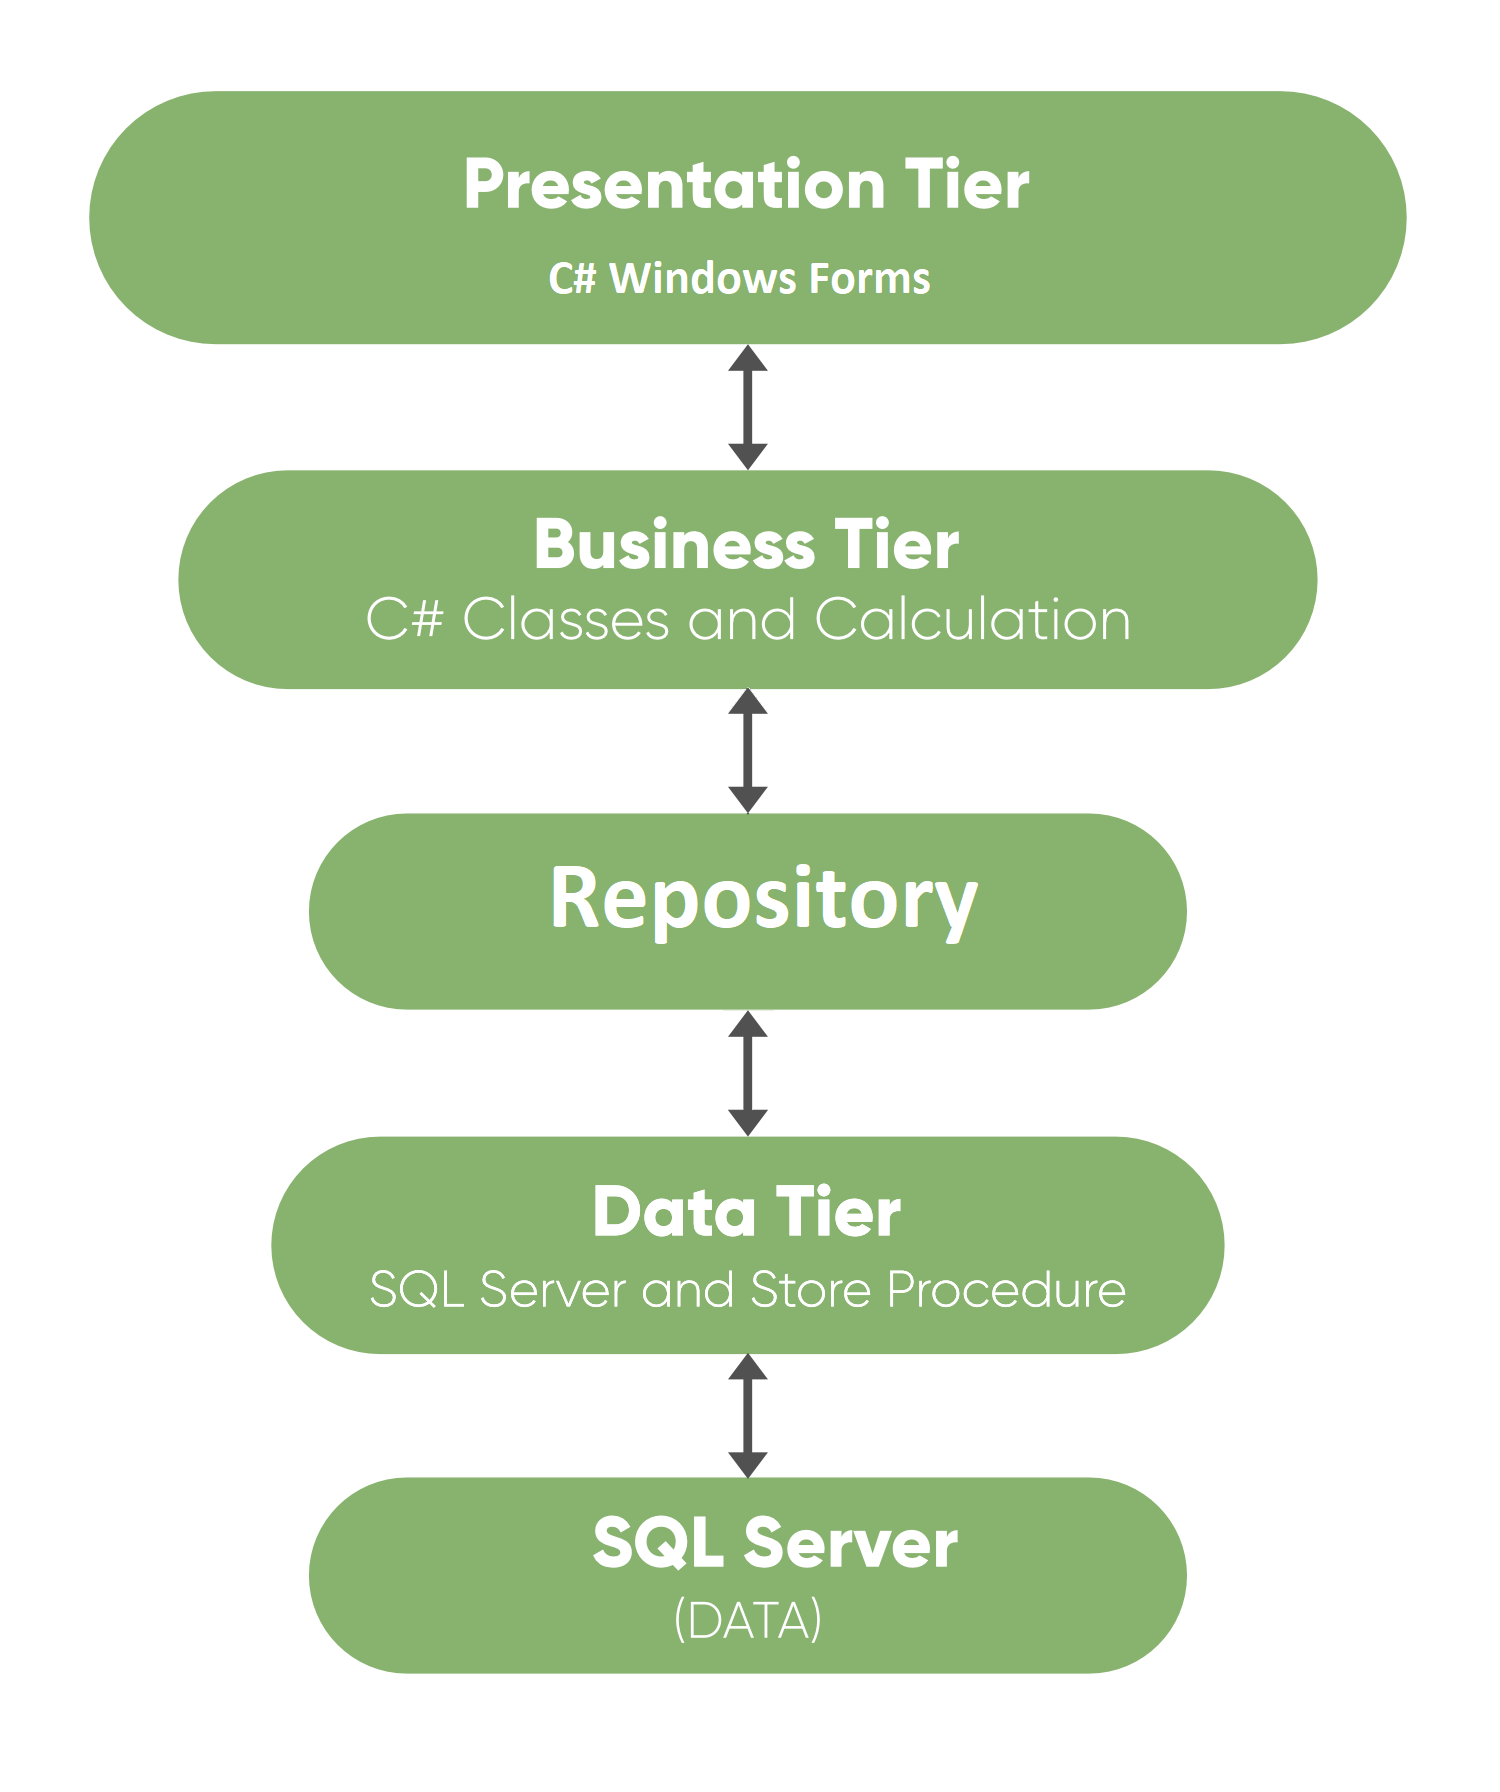 Presentation Tier
C# Windows Forms
Business Tier
C# Classes and Calculation
Repository
Data Tier
SQL Server and Store Procedure
SQL Server
(DATA)